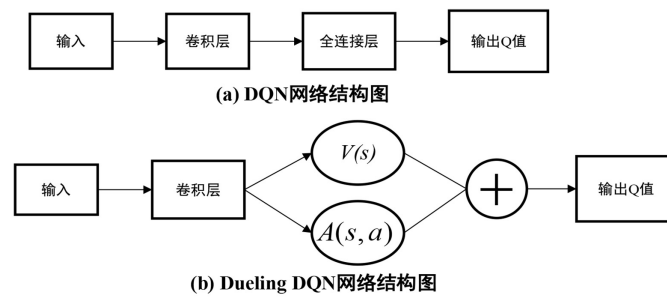 输入 卷积层 全连接层 输出Q值
(a) DQN网络结构图
V(s)
输入 卷积层 + 输出Q值
A(s,a)
(b) Dueling DQN网络结构图